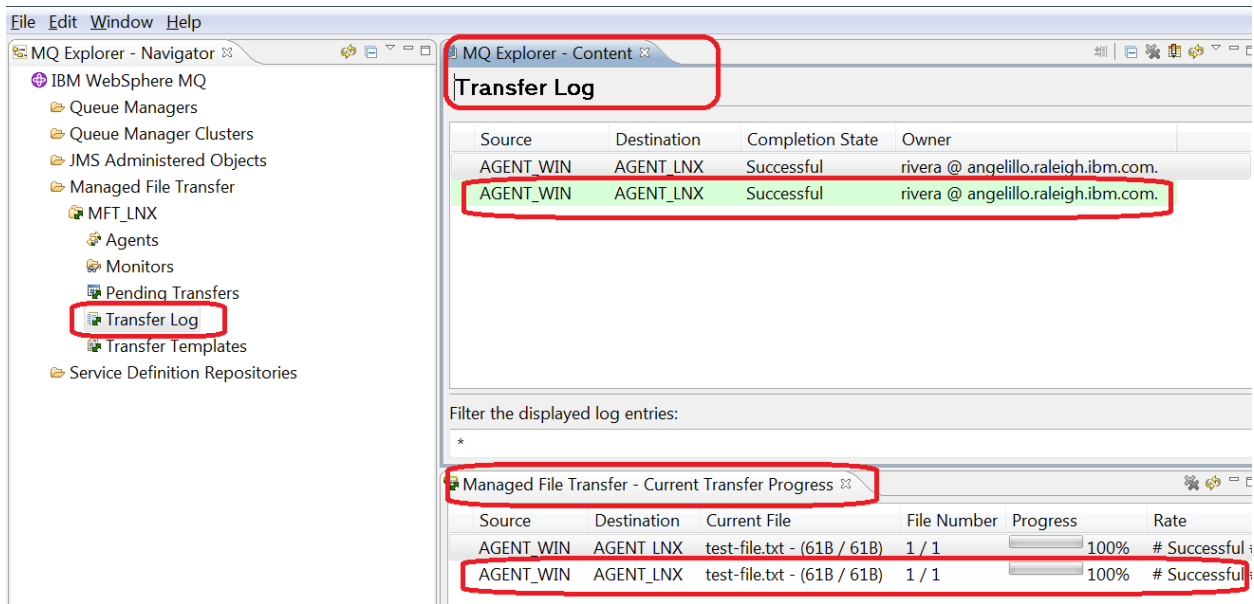 File Edit Window Help
MQ Explorer - Navigator
IBM WebSphere MQ
Queue Managers
Queue Manager Clusters
JMS Administered Objects
Managed File Transfer
MFT_LNX
Agents
Monitors
Pending Transfers
Transfer Log
Transfer Templates
Service Definition Repositories
MQ Explorer - Content
Transfer Log
Source Destination Completion State Owner
AGENT_WIN AGENT_LNX Successful rivera @ angelillo.raleigh.ibm.com.
AGENT_WIN AGENT_LNX Successful rivera @ angelillo.raleigh.ibm.com.
Filter the displayed log entries:
*
Managed File Transfer - Current Transfer Progress
Source Destination Current File File Number Progress Rate
AGENT_WIN AGENT_LNX test-file.txt - (61B / 61B) 1 / 1 100% # Successful #
AGENT_WIN AGENT_LNX test-file.txt - (61B / 61B) 1 / 1 100% # Successful #